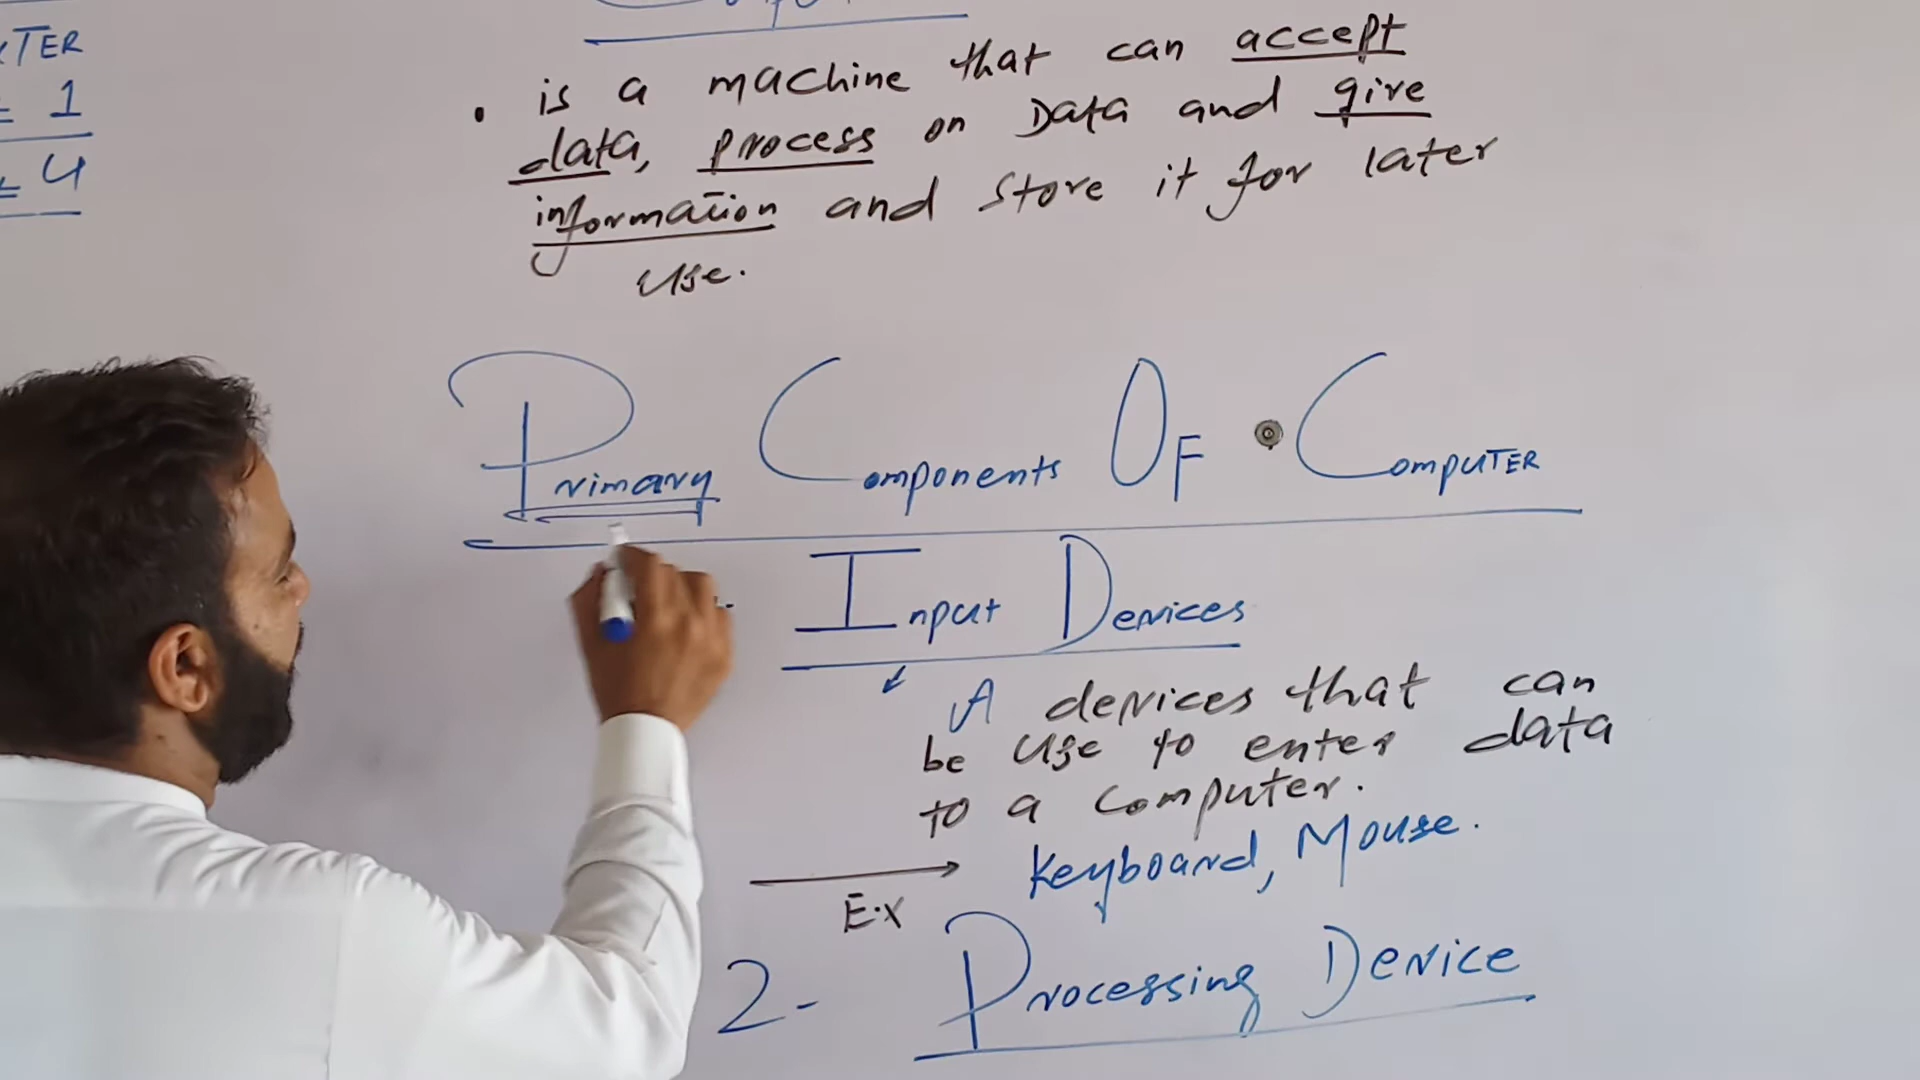 TER
= 1
= 4
• is a machine that can accept
data, process on Data and give
information and store it for later
use.
Primary Components Of Computer
Input Devices
A devices that can
be use to enter data
to a computer.
E.X → Keyboard, Mouse.
2- Processing Device